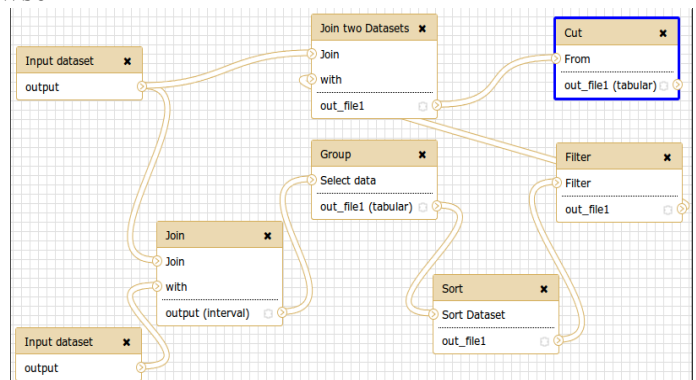 Input dataset
output
Join two Datasets
Join
with
out_file1
Cut
From
out_file1 (tabular)
Group
Select data
out_file1 (tabular)
Filter
Filter
out_file1
Join
Join
with
output (interval)
Sort
Sort Dataset
out_file1
Input dataset
output